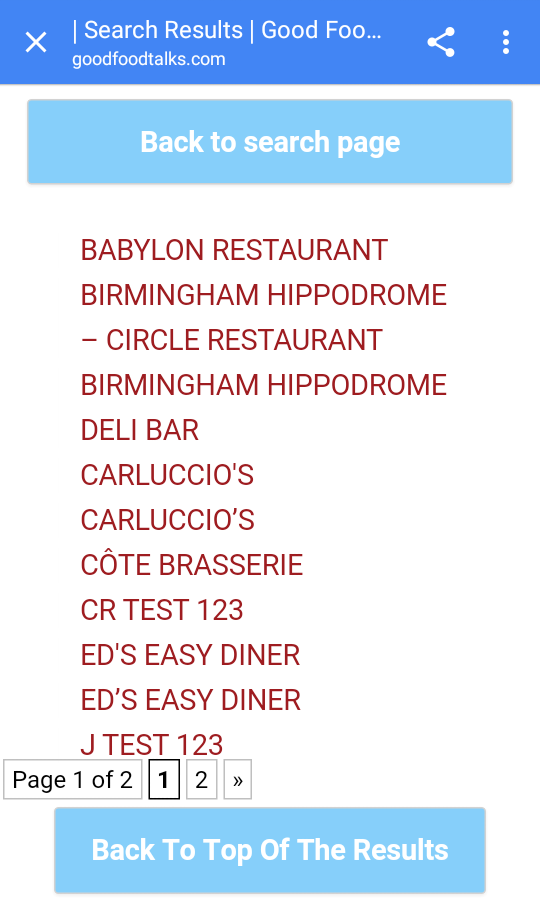 | Search Results | Good Foo...
goodfoodtalks.com
Back to search page
BABYLON RESTAURANT
BIRMINGHAM HIPPODROME
– CIRCLE RESTAURANT
BIRMINGHAM HIPPODROME
DELI BAR
CARLUCCIO'S
CARLUCCIO’S
CÔTE BRASSERIE
CR TEST 123
ED'S EASY DINER
ED’S EASY DINER
J TEST 123
Page 1 of 2 1 2 »
Back To Top Of The Results